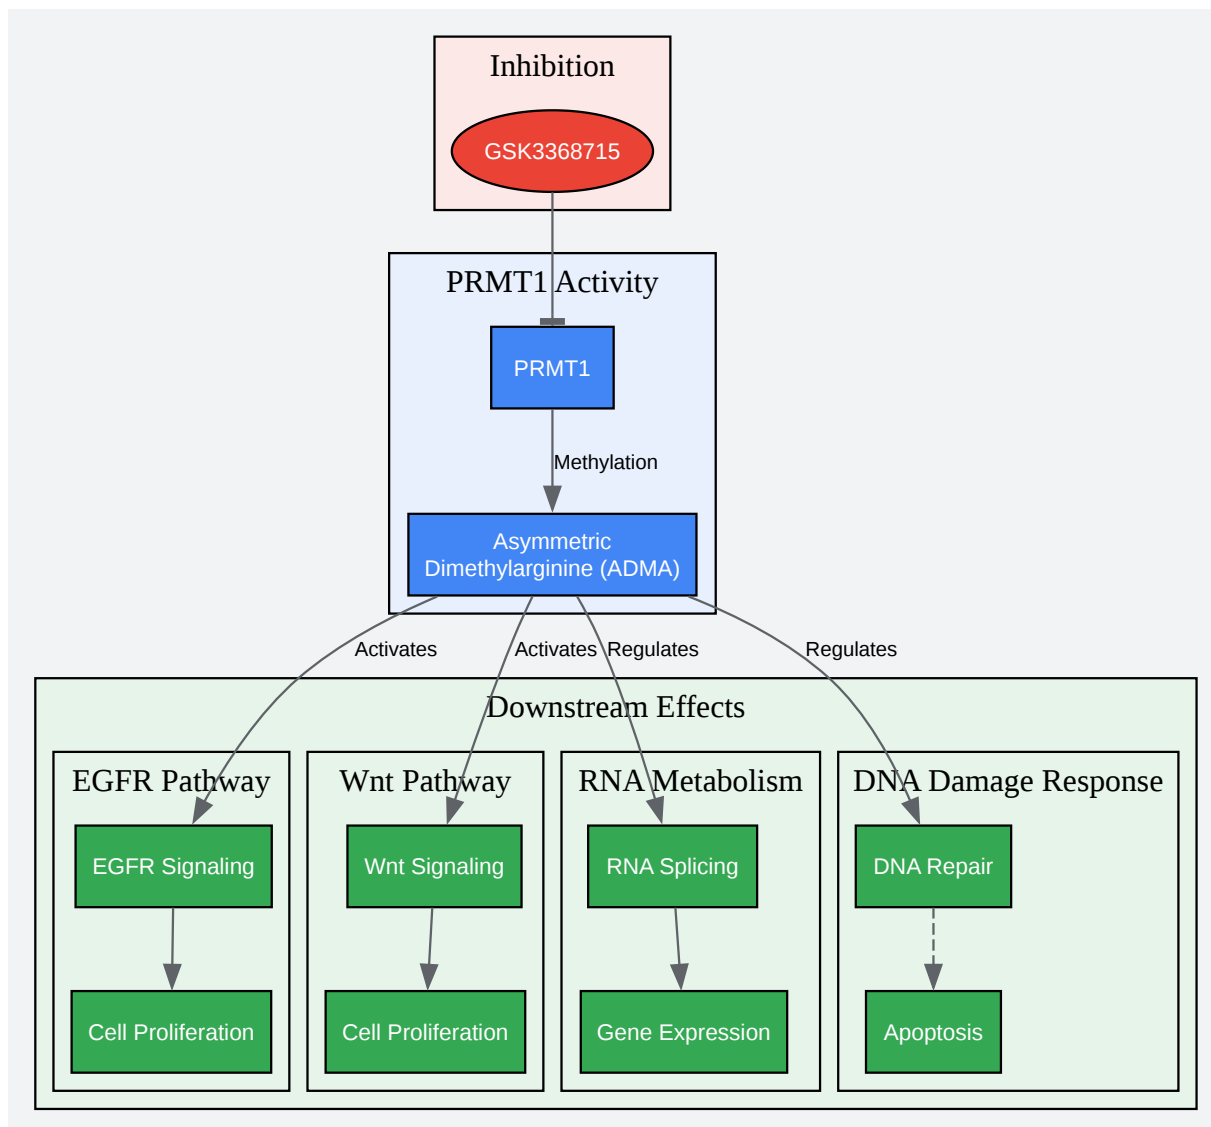 Inhibition
GSK3368715
PRMT1 Activity
PRMT1
Methylation
Asymmetric
Dimethylarginine (ADMA)
Activates
Activates
Regulates
Regulates
Downstream Effects
EGFR Pathway
Wnt Pathway
RNA Metabolism
DNA Damage Response
EGFR Signaling
Wnt Signaling
RNA Splicing
DNA Repair
Cell Proliferation
Cell Proliferation
Gene Expression
Apoptosis